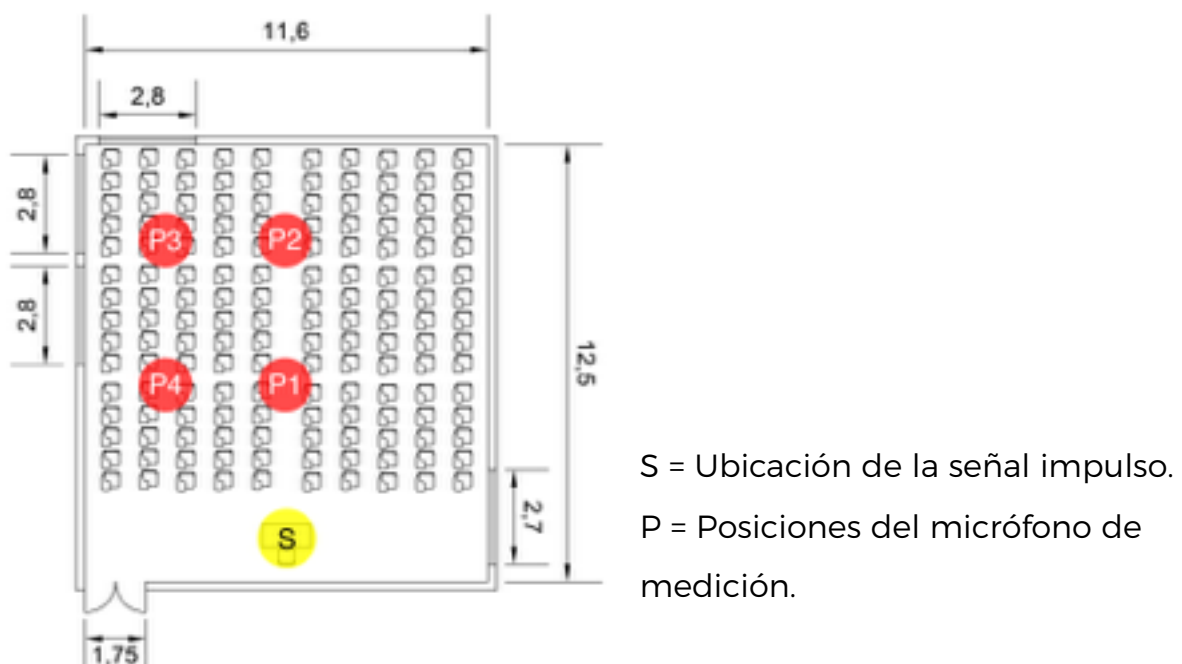 11,6
2,8
2,8
P3
P2
2,8
12,5
P4
P1
S = Ubicación de la señal impulso.
2,7
S
P = Posiciones del micrófono de
medición.
1,75